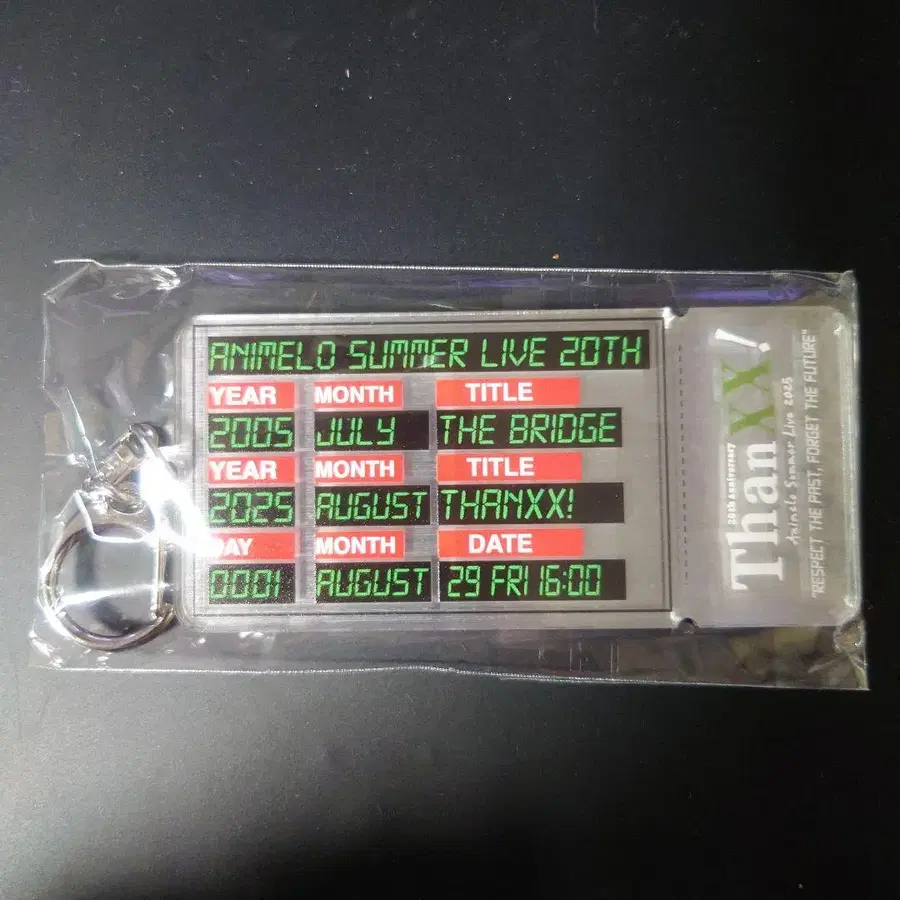 ANIMELO SUMMER LIVE 20TH
YEAR MONTH TITLE
2005 JULY THE BRIDGE
YEAR MONTH TITLE
2025 AUGUST THANXX!
DAY MONTH DATE
0001 AUGUST 29 FRI 16:00
20th Anniversary
ThanXX!
Animelo Summer Live 2025
"RESPECT THE PAST, FORGET THE FUTURE"